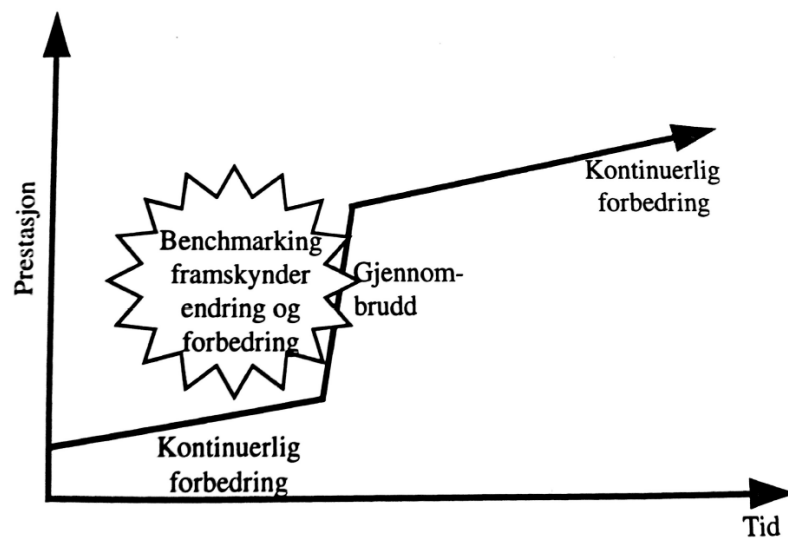 Prestasjon
Benchmarking
framskynder
endring og
forbedring
Gjennom-
brudd
Kontinuerlig
forbedring
Kontinuerlig
forbedring
Tid